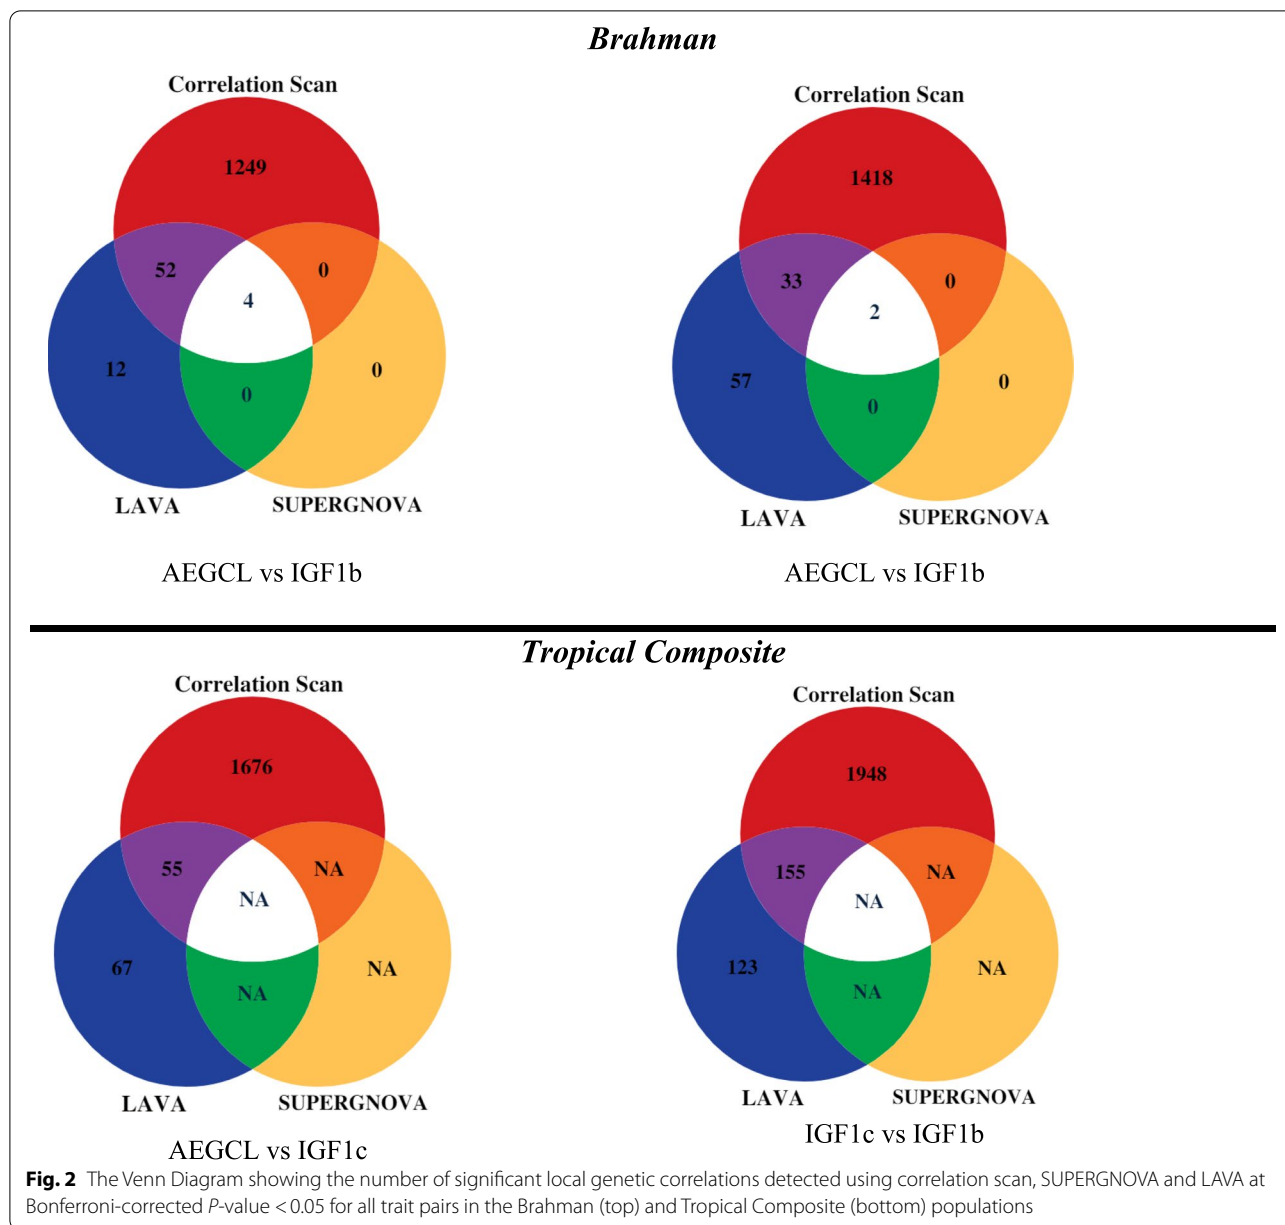 Brahman
Correlation Scan
1249
52
0
4
12
0
0
LAVA
SUPERGNOVA
AEGCL vs IGF1b
Correlation Scan
1418
33
0
2
57
0
0
LAVA
SUPERGNOVA
AEGCL vs IGF1b
Tropical Composite
Correlation Scan
1676
55
NA
NA
67
NA
NA
LAVA
SUPERGNOVA
AEGCL vs IGF1c
Correlation Scan
1948
155
NA
NA
123
NA
NA
LAVA
SUPERGNOVA
IGF1c vs IGF1b
Fig. 2 The Venn Diagram showing the number of significant local genetic correlations detected using correlation scan, SUPERGNOVA and LAVA at
Bonferroni-corrected P-value < 0.05 for all trait pairs in the Brahman (top) and Tropical Composite (bottom) populations